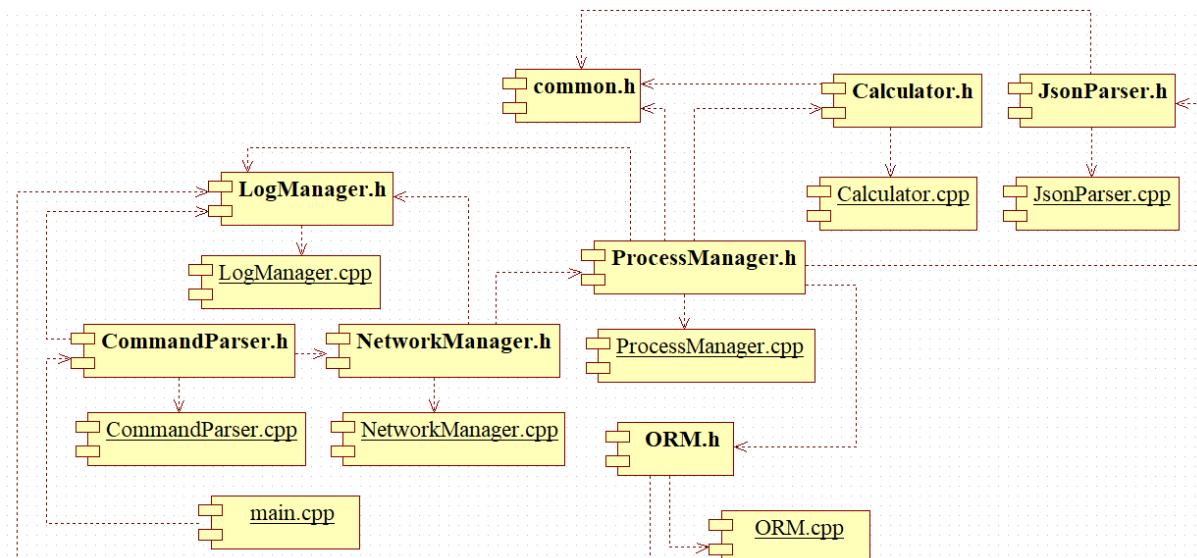 common.h
Calculator.h
JsonParser.h
LogManager.h
Calculator.cpp
JsonParser.cpp
ProcessManager.h
LogManager.cpp
CommandParser.h
NetworkManager.h
ProcessManager.cpp
CommandParser.cpp
NetworkManager.cpp
ORM.h
main.cpp
ORM.cpp